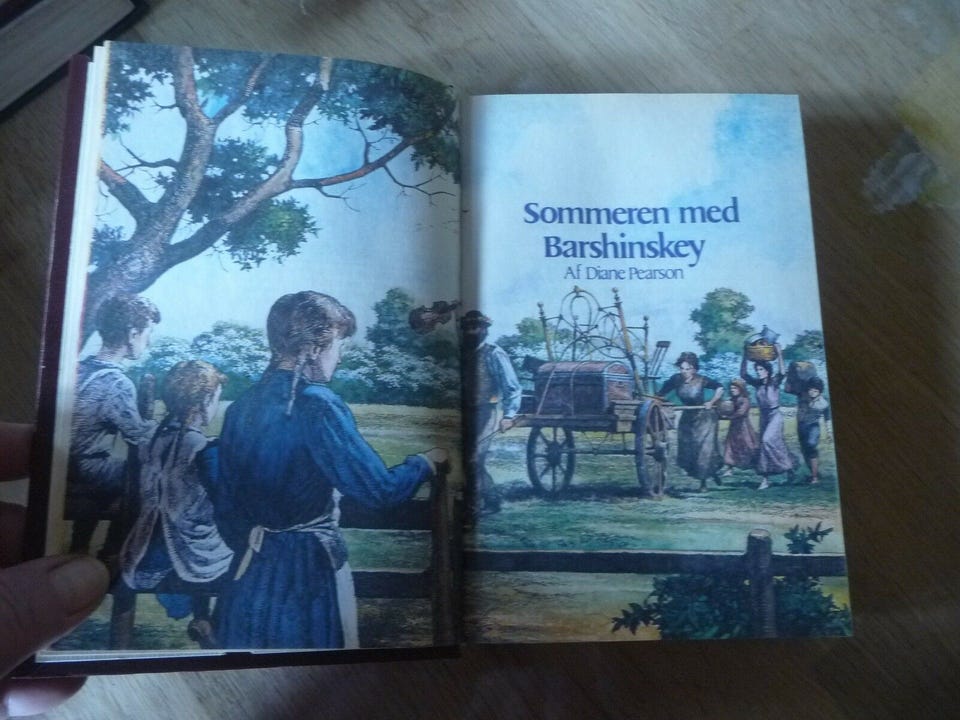 Sommeren med
Barshinskey
Af Diane Pearson